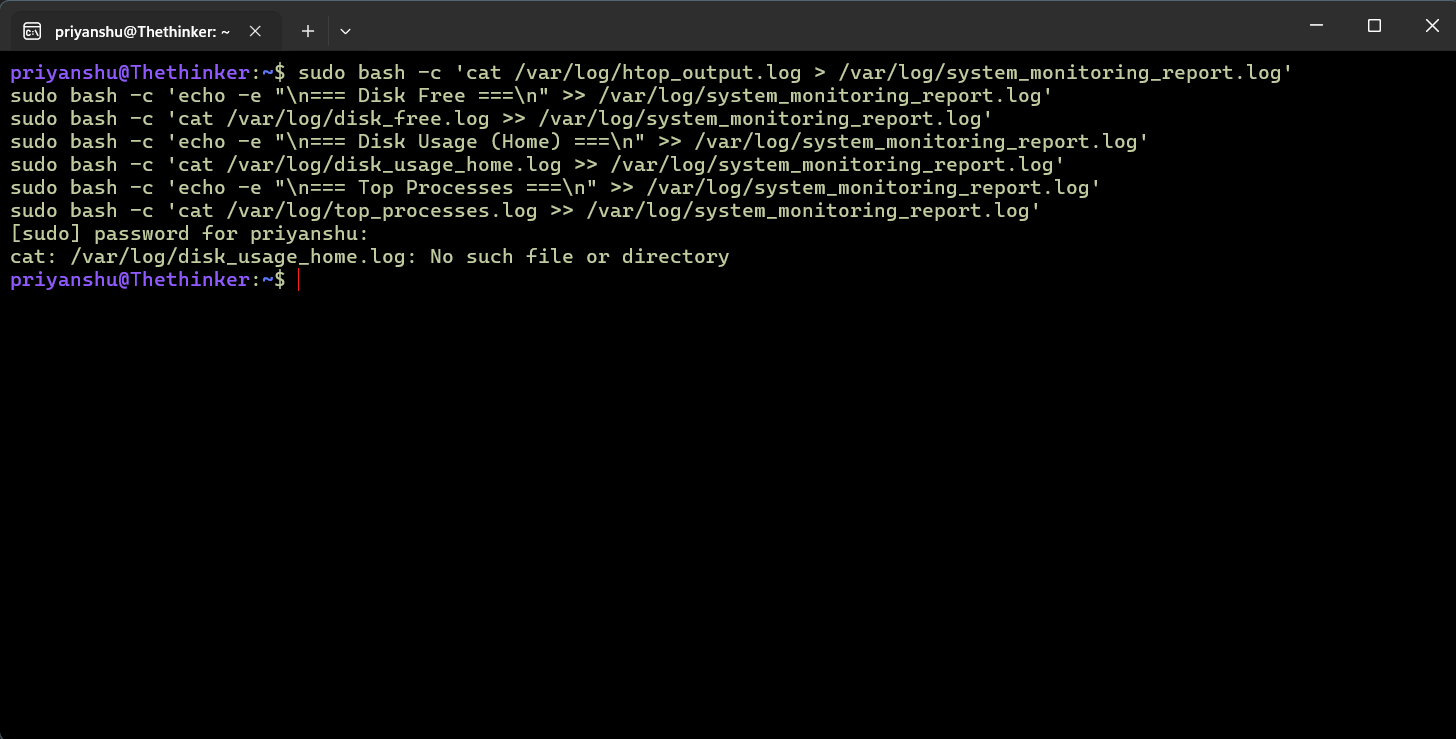 priyanshu@Thethinker: ~
priyanshu@Thethinker:~$ sudo bash -c 'cat /var/log/htop_output.log > /var/log/system_monitoring_report.log'
sudo bash -c 'echo -e "\n=== Disk Free ===\n" >> /var/log/system_monitoring_report.log'
sudo bash -c 'cat /var/log/disk_free.log >> /var/log/system_monitoring_report.log'
sudo bash -c 'echo -e "\n=== Disk Usage (Home) ===\n" >> /var/log/system_monitoring_report.log'
sudo bash -c 'cat /var/log/disk_usage_home.log >> /var/log/system_monitoring_report.log'
sudo bash -c 'echo -e "\n=== Top Processes ===\n" >> /var/log/system_monitoring_report.log'
sudo bash -c 'cat /var/log/top_processes.log >> /var/log/system_monitoring_report.log'
[sudo] password for priyanshu:
cat: /var/log/disk_usage_home.log: No such file or directory
priyanshu@Thethinker:~$